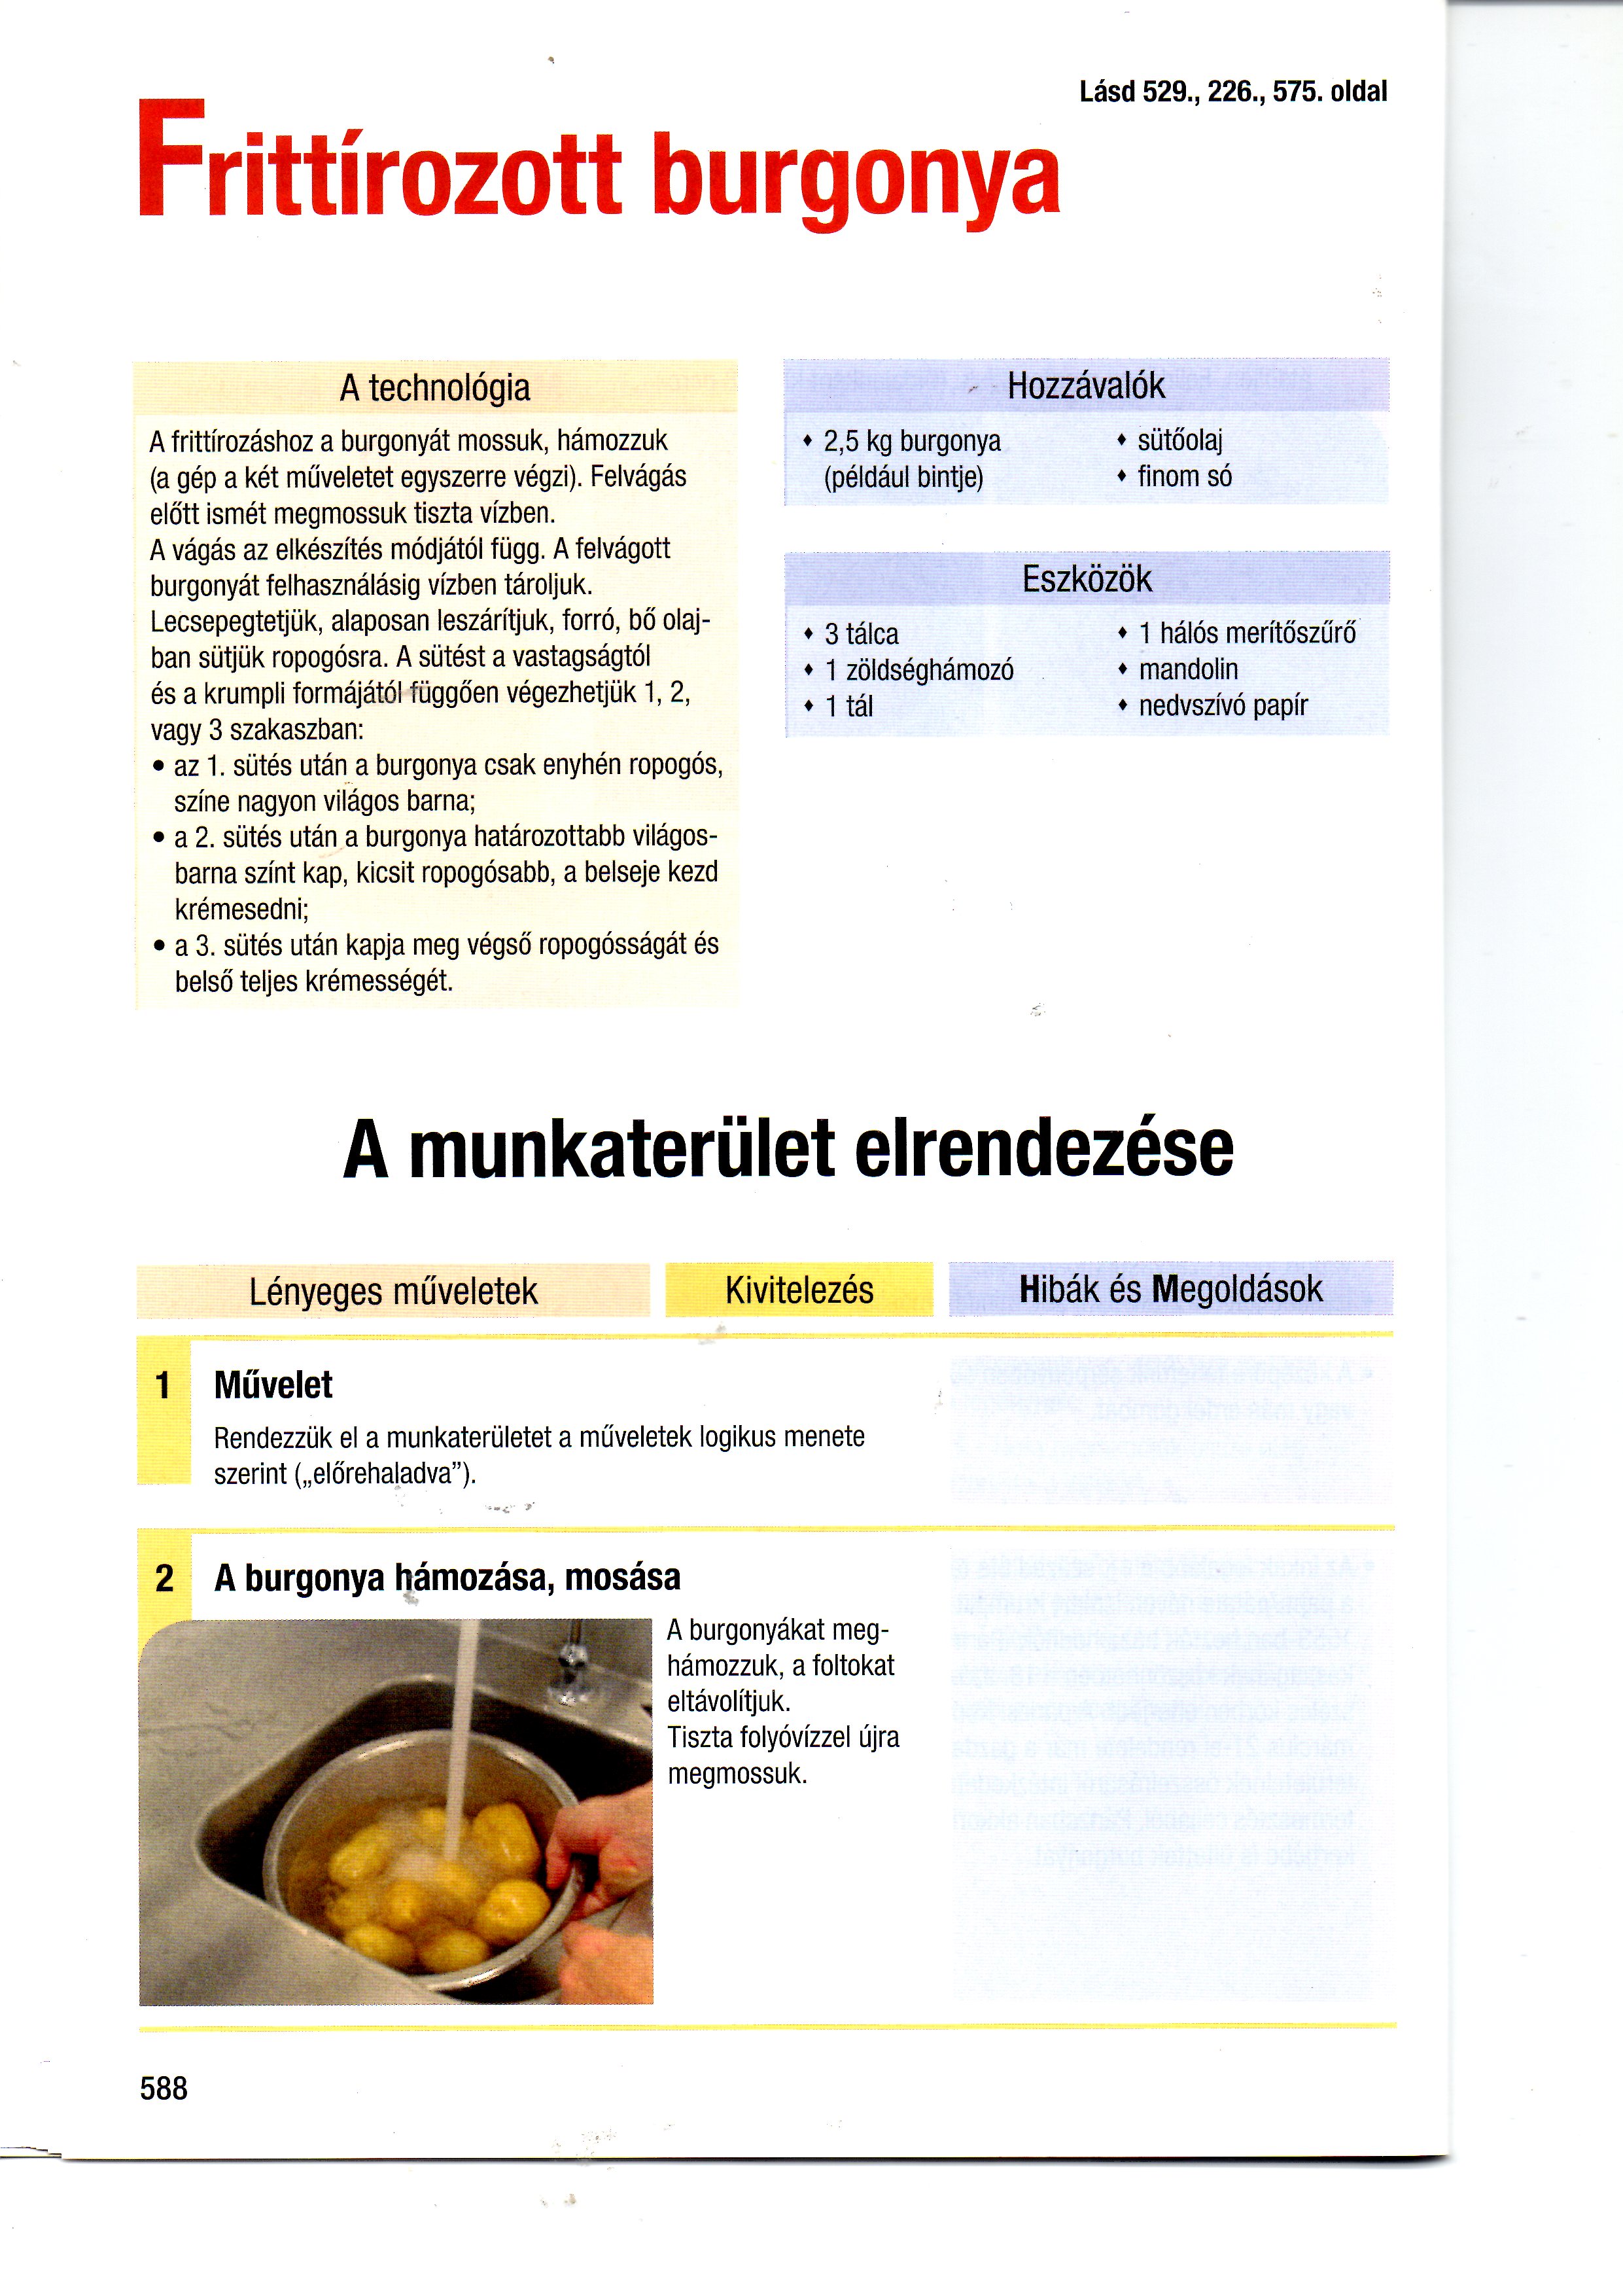 Lásd 529., 226., 575. oldal
Frittírozott burgonya
A technológia
A frittírozáshoz a burgonyát mossuk, hámozzuk
(a gép a két műveletet egyszerre végzi). Felvágás
előtt ismét megmossuk tiszta vízben.
A vágás az elkészítés módjától függ. A felvágott
burgonyát felhasználásig vízben tároljuk.
Lecsepegtetjük, alaposan leszárítjuk, forró, bő olaj-
ban sütjük ropogósra. A sütést a vastagságtól
és a krumpli formájától függően végezhetjük 1, 2,
vagy 3 szakaszban:
• az 1. sütés után a burgonya csak enyhén ropogós,
színe nagyon világos barna;
• a 2. sütés után a burgonya határozottabb világos-
barna színt kap, kicsit ropogósabb, a belseje kezd
krémesedni;
• a 3. sütés után kapja meg végső ropogósságát és
belső teljes krémességét.
Hozzávalók
♦ 2,5 kg burgonya
(például bintje)
♦ sütőolaj
♦ finom só
Eszközök
♦ 3 tálca
♦ 1 zöldséghámozó
♦ 1 tál
♦ 1 hálós merítőszűrő
♦ mandolin
♦ nedvszívó papír
A munkaterület elrendezése
Lényeges műveletek
Kivitelezés
Hibák és Megoldások
1 Művelet
Rendezzük el a munkaterületet a műveletek logikus menete
szerint („előrehaladva”).
2 A burgonya hámozása, mosása
A burgonyákat meg-
hámozzuk, a foltokat
eltávolítjuk.
Tiszta folyóvízzel újra
megmossuk.
588